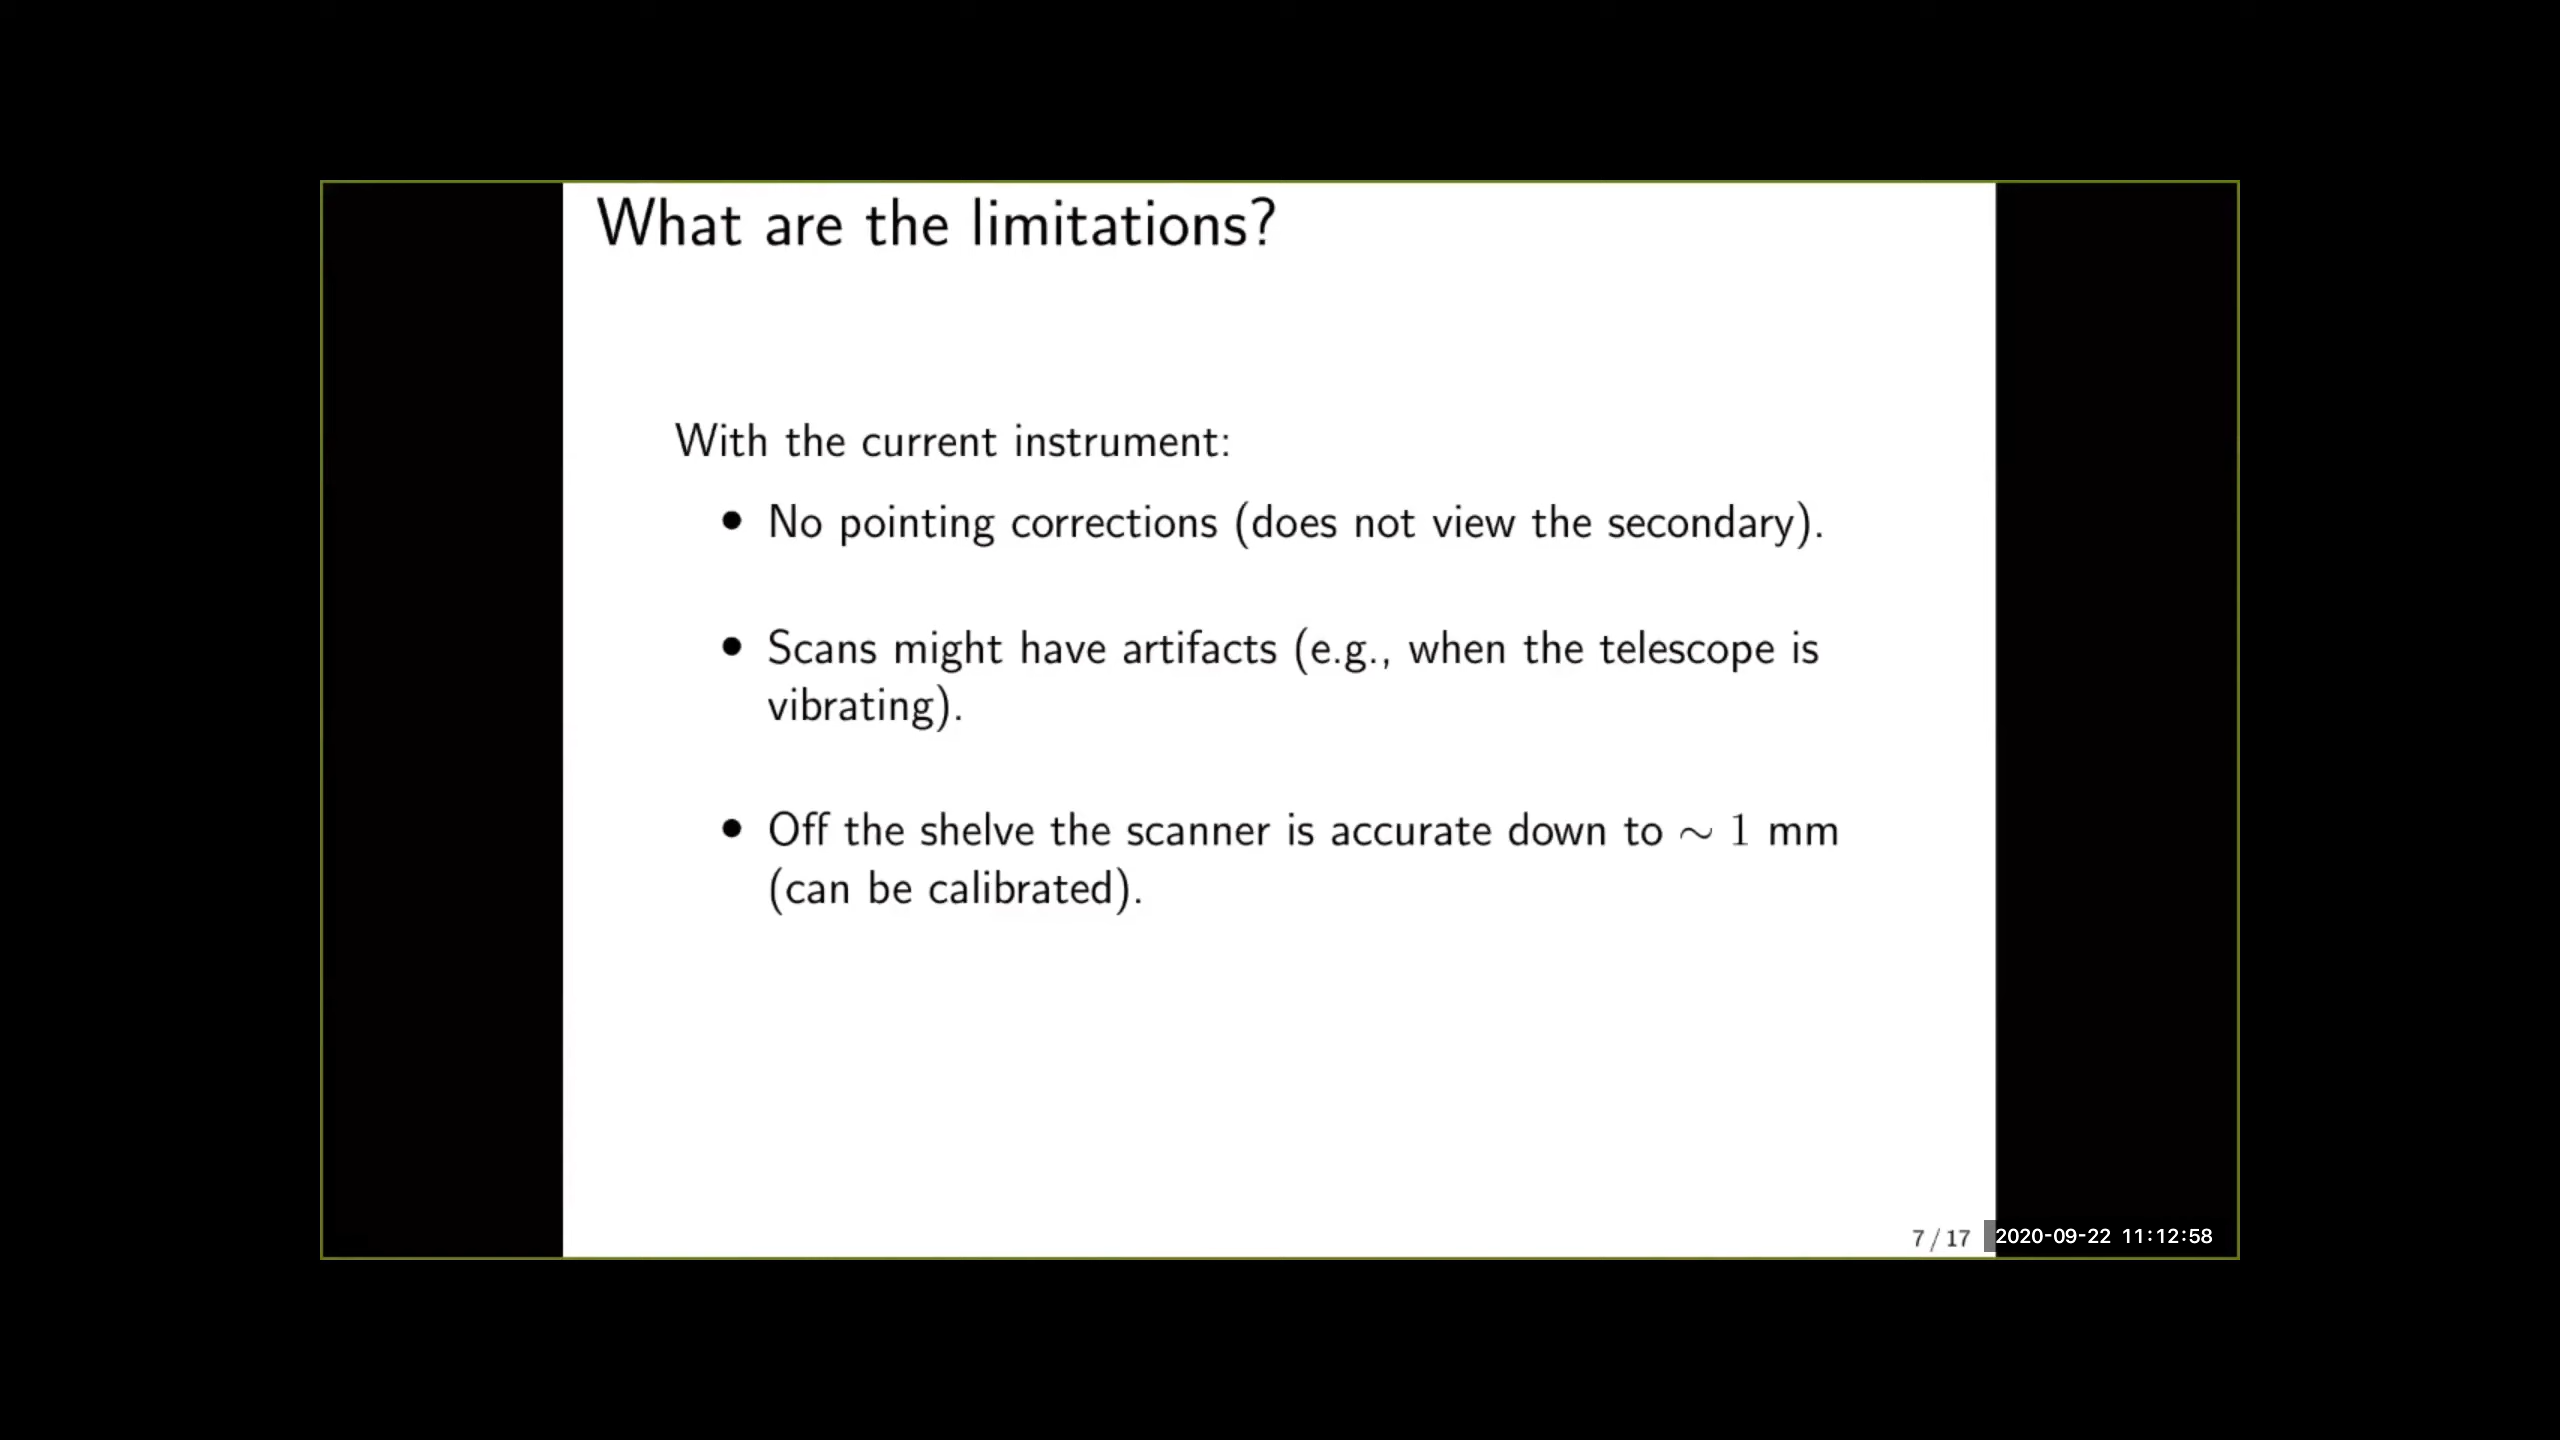 What are the limitations?
With the current instrument:
• No pointing corrections (does not view the secondary).
• Scans might have artifacts (e.g., when the telescope is
vibrating).
• Off the shelve the scanner is accurate down to ∼ 1 mm
(can be calibrated).
7 / 17
2020-09-22 11:12:58